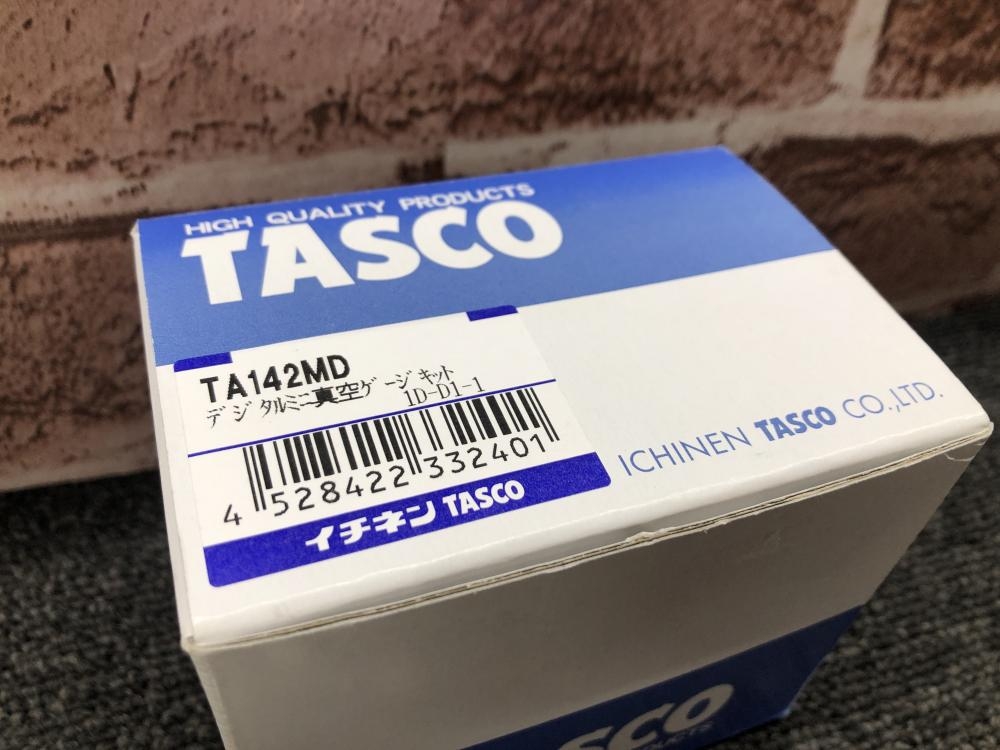 HIGH QUALITY PRODUCTS
TASCO
TA142MD
デジタルミニ真空ゲージキット
1D-D1-1
4 528422 332401
イチネン TASCO
ICHINEN TASCO CO.,LTD.
SCO